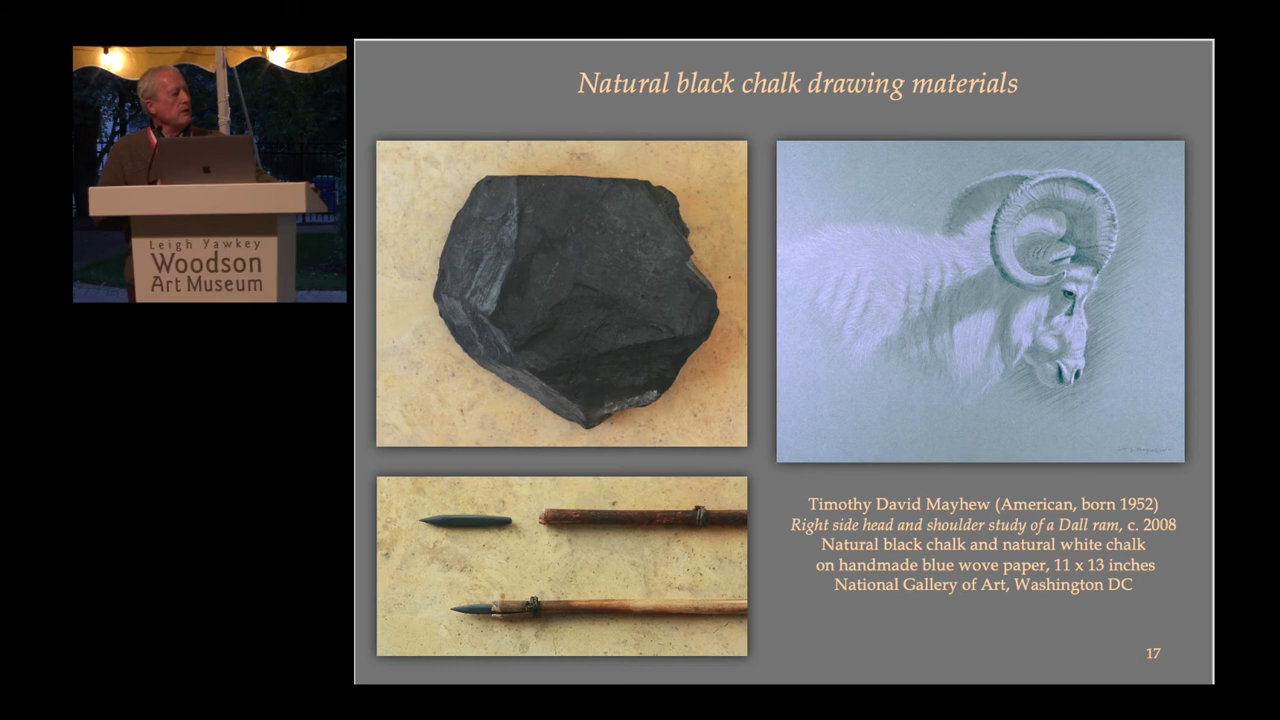 Natural black chalk drawing materials
Leigh Yawkey
Woodson
Art Museum
Timothy David Mayhew (American, born 1952)
Right side head and shoulder study of a Dall ram, c. 2008
Natural black chalk and natural white chalk
on handmade blue wove paper, 11 x 13 inches
National Gallery of Art, Washington DC
17